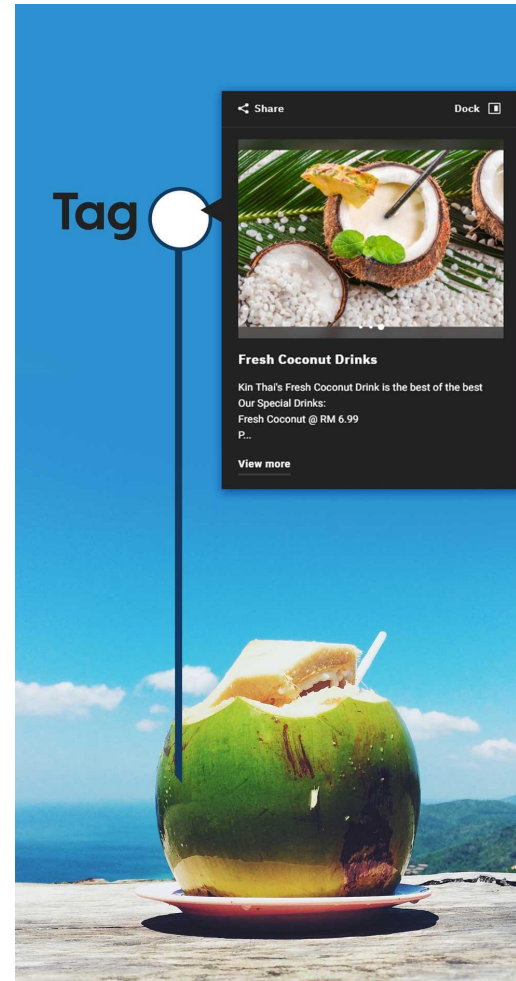 Share
Dock
Tag
Fresh Coconut Drinks
Kin Thai's Fresh Coconut Drink is the best of the best
Our Special Drinks:
Fresh Coconut @ RM 6.99
P...
View more